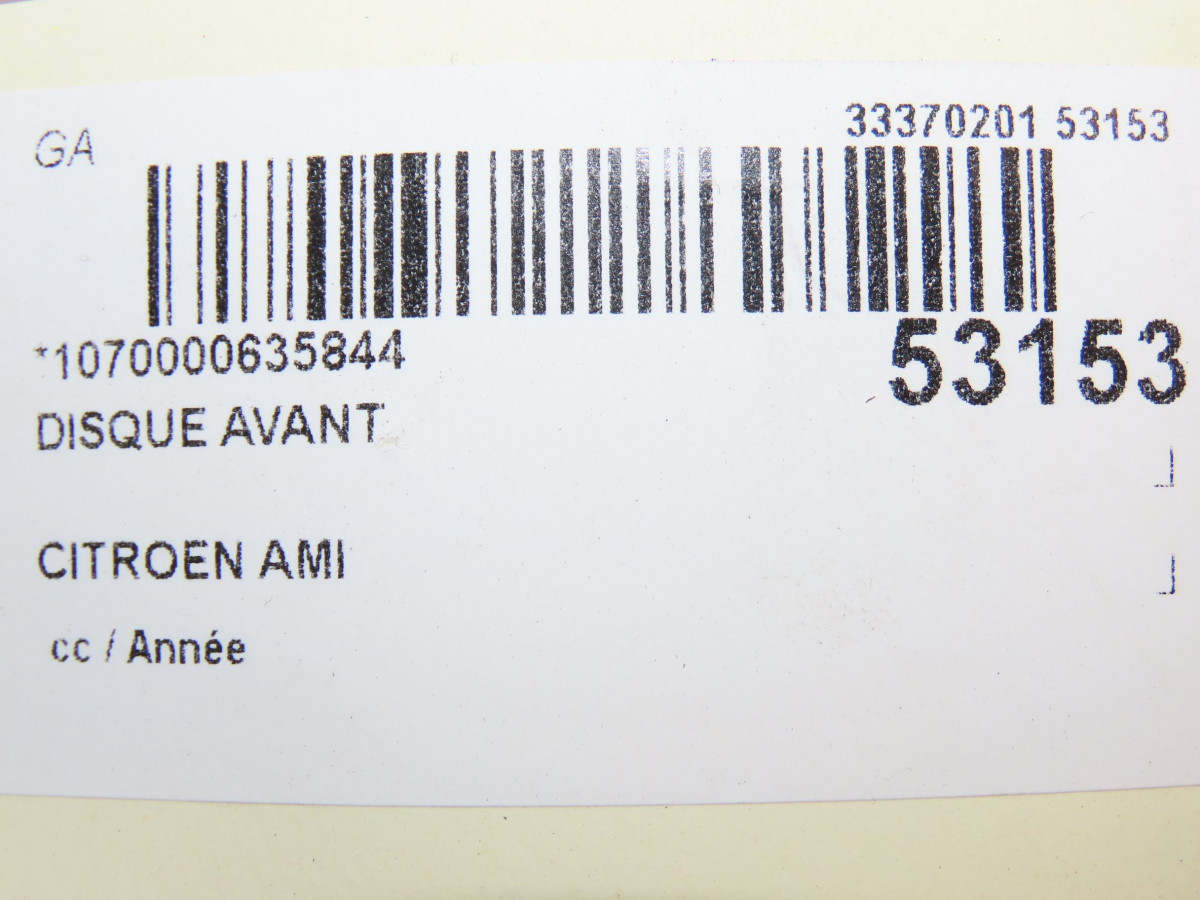 GA
33370201 53153
*1070000635844
53153
DISQUE AVANT
CITROEN AMI
cc / Année